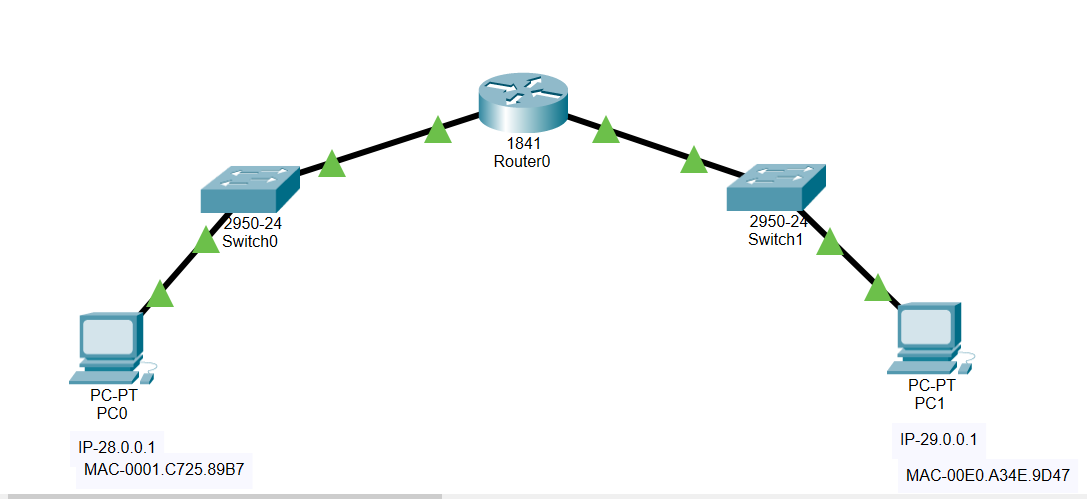 1841
Router0
2950-24
Switch0
2950-24
Switch1
PC-PT
PC0
PC-PT
PC1
IP-28.0.0.1
MAC-0001.C725.89B7
IP-29.0.0.1
MAC-00E0.A34E.9D47